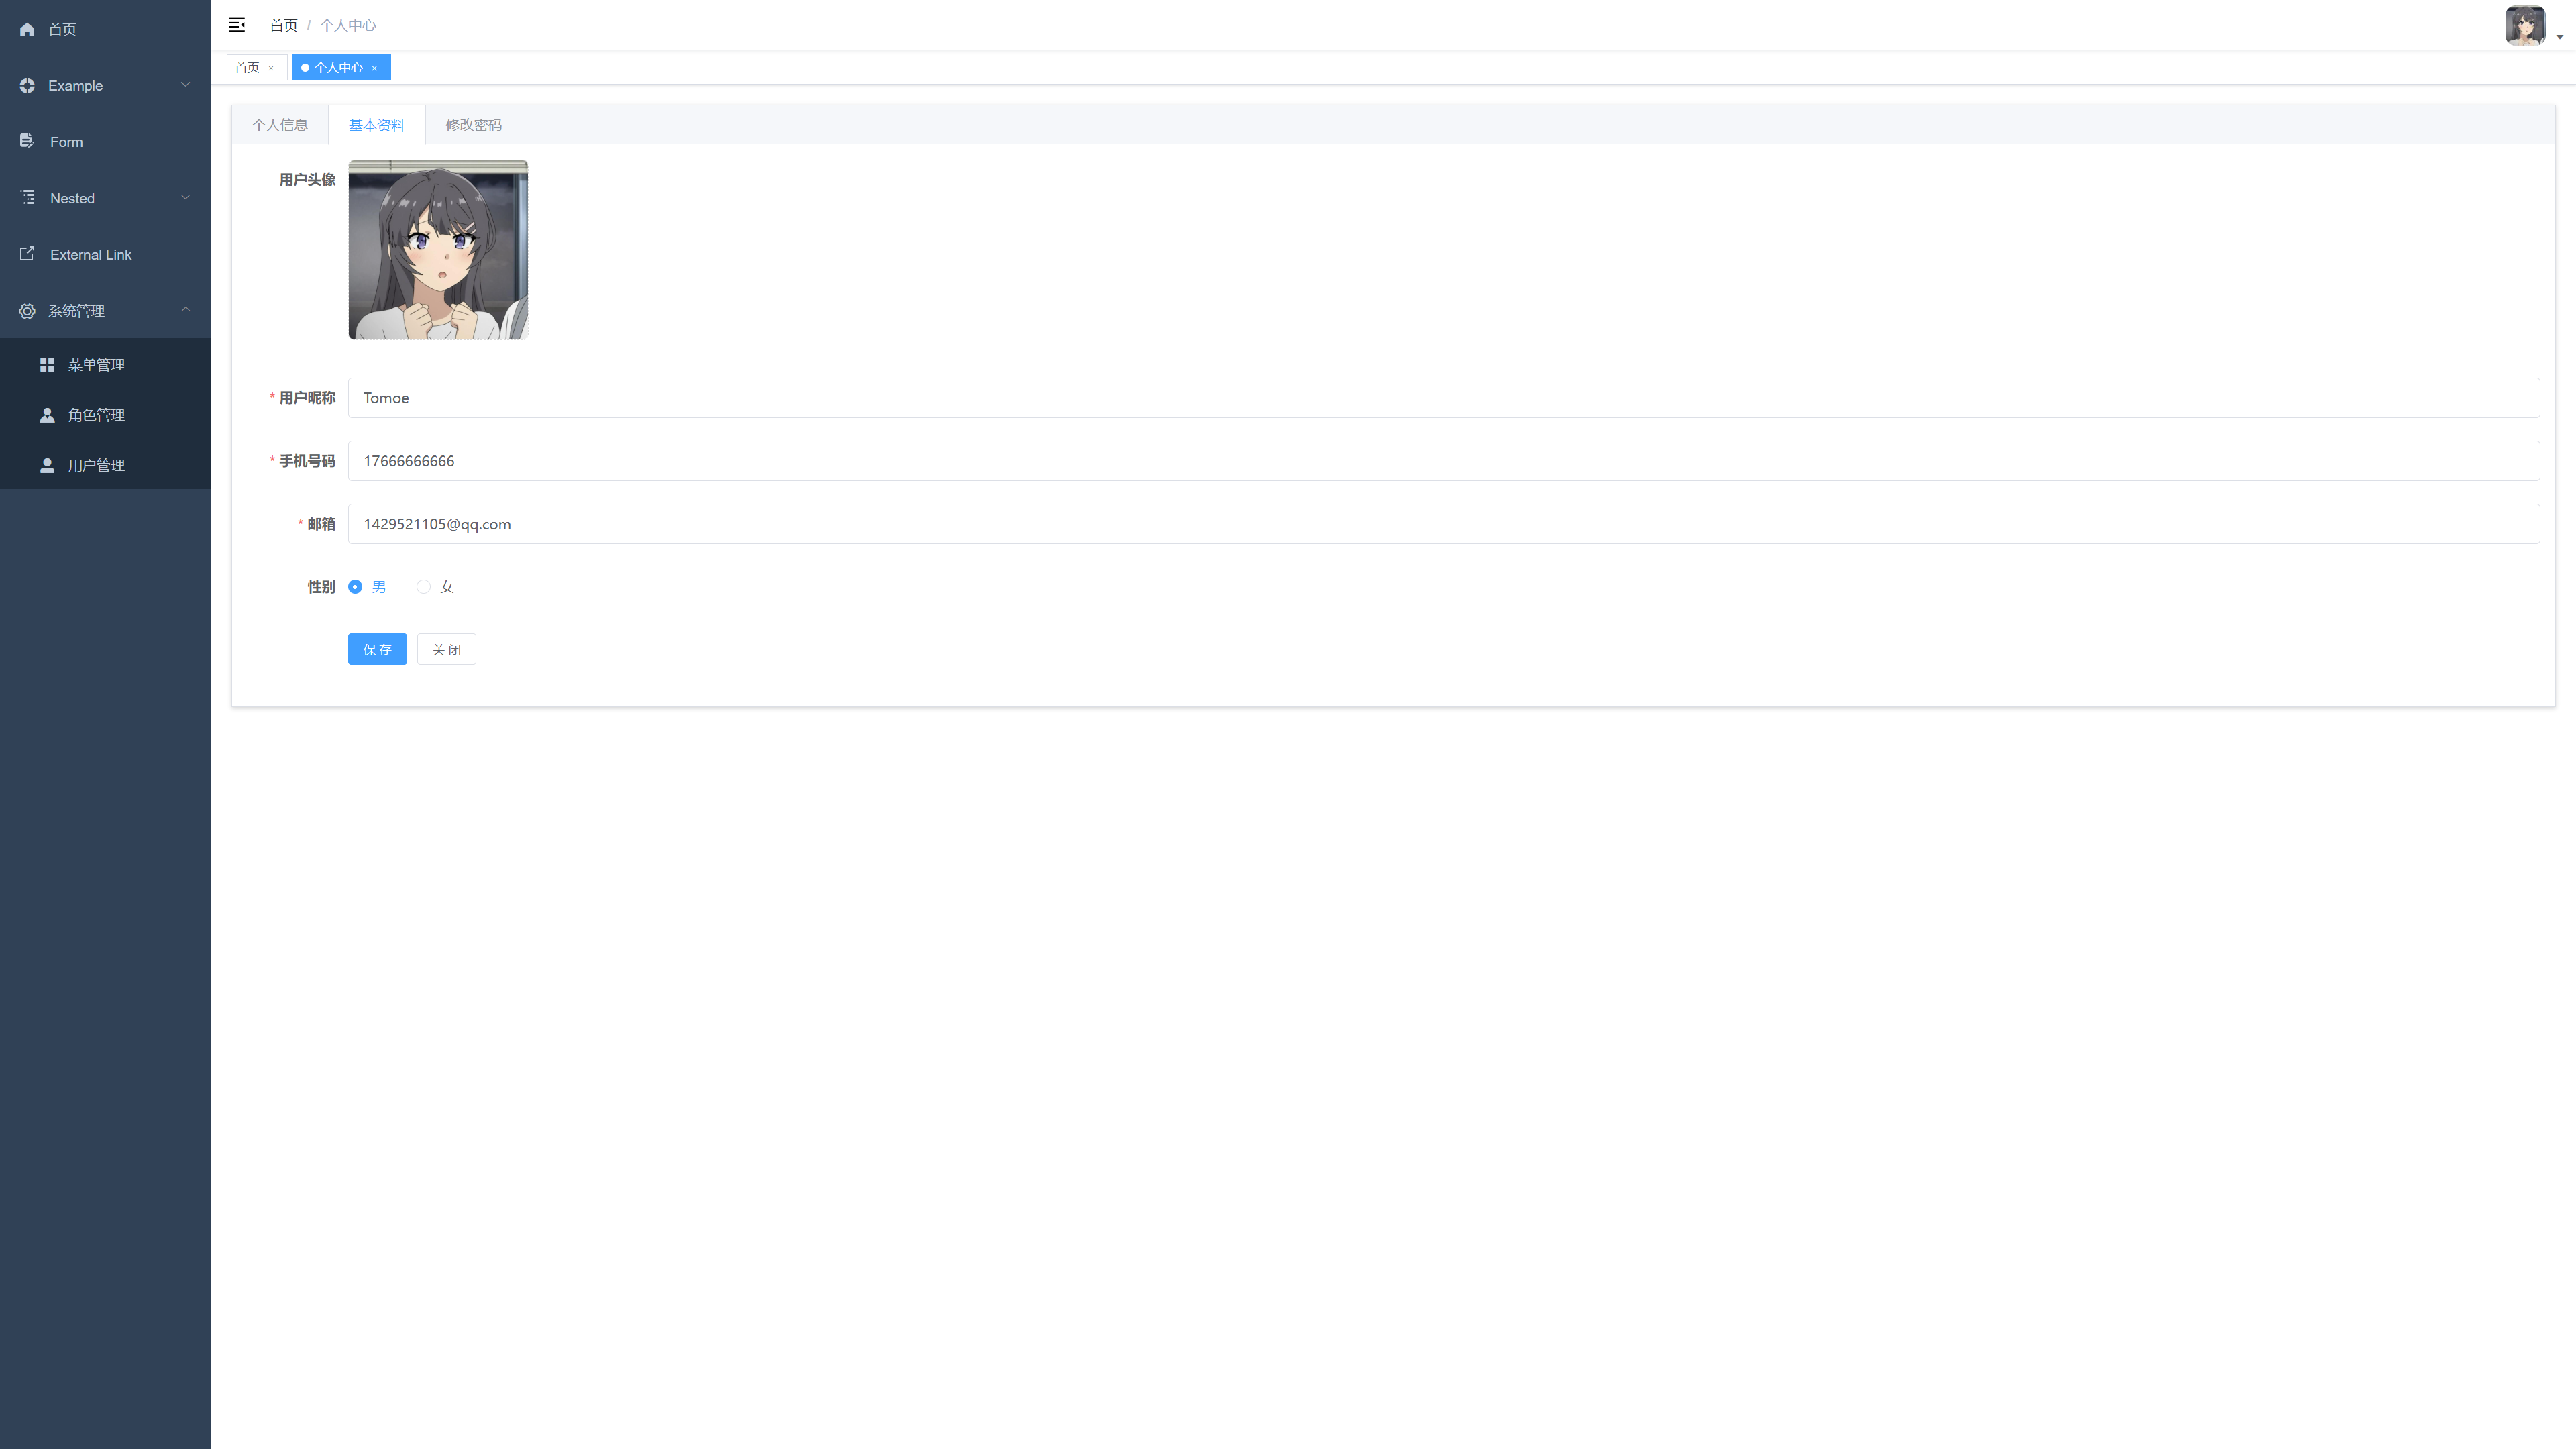 首页
Example
Form
Nested
External Link
系统管理
菜单管理
角色管理
用户管理
首页 / 个人中心
首页 × 个人中心 ×
个人信息 基本资料 修改密码
用户头像
* 用户昵称 Tomoe
* 手机号码 17666666666
* 邮箱 1429521105@qq.com
性别 男 女
保 存 关 闭